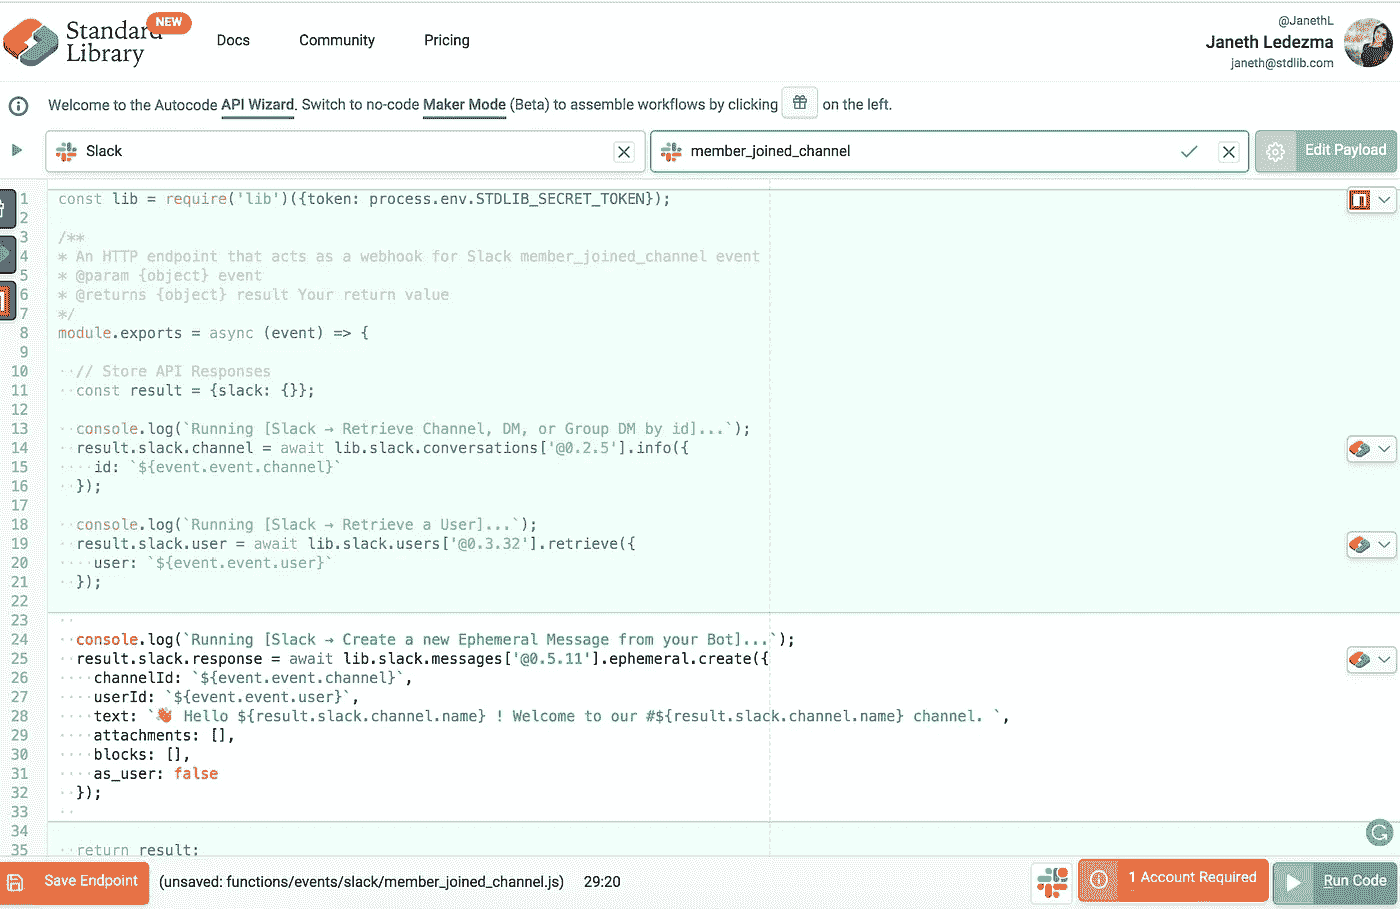 Standard
Library
NEW
Docs
Community
Pricing
@JanethL
Janeth Ledezma
janeth@stdlib.com
Welcome to the Autocode API Wizard. Switch to no-code Maker Mode (Beta) to assemble workflows by clicking on the left.
Slack
member_joined_channel
Edit Payload
1 const lib = require('lib')({token: process.env.STDLIB_SECRET_TOKEN});
2
3 /**
4 * An HTTP endpoint that acts as a webhook for Slack member_joined_channel event
5 * @param {object} event
6 * @returns {object} result Your return value
7 */
8 module.exports = async (event) => {
9
10 // Store API Responses
11 const result = {slack: {}};
12
13 console.log(`Running [Slack → Retrieve Channel, DM, or Group DM by id]...`);
14 result.slack.channel = await lib.slack.conversations['@0.2.5'].info({
15 id: `${event.event.channel}`
16 });
17
18 console.log(`Running [Slack → Retrieve a User]...`);
19 result.slack.user = await lib.slack.users['@0.3.32'].retrieve({
20 user: `${event.event.user}`
21 });
22
23
24 console.log(`Running [Slack → Create a new Ephemeral Message from your Bot]...`);
25 result.slack.response = await lib.slack.messages['@0.5.11'].ephemeral.create({
26 channelId: `${event.event.channel}`,
27 userId: `${event.event.user}`,
28 text: `👋 Hello ${result.slack.channel.name} ! Welcome to our #${result.slack.channel.name} channel. `,
29 attachments: [],
30 blocks: [],
31 as_user: false
32 });
33
34
35 return result;
Save Endpoint
(unsaved: functions/events/slack/member_joined_channel.js)
29:20
1 Account Required
Run Code